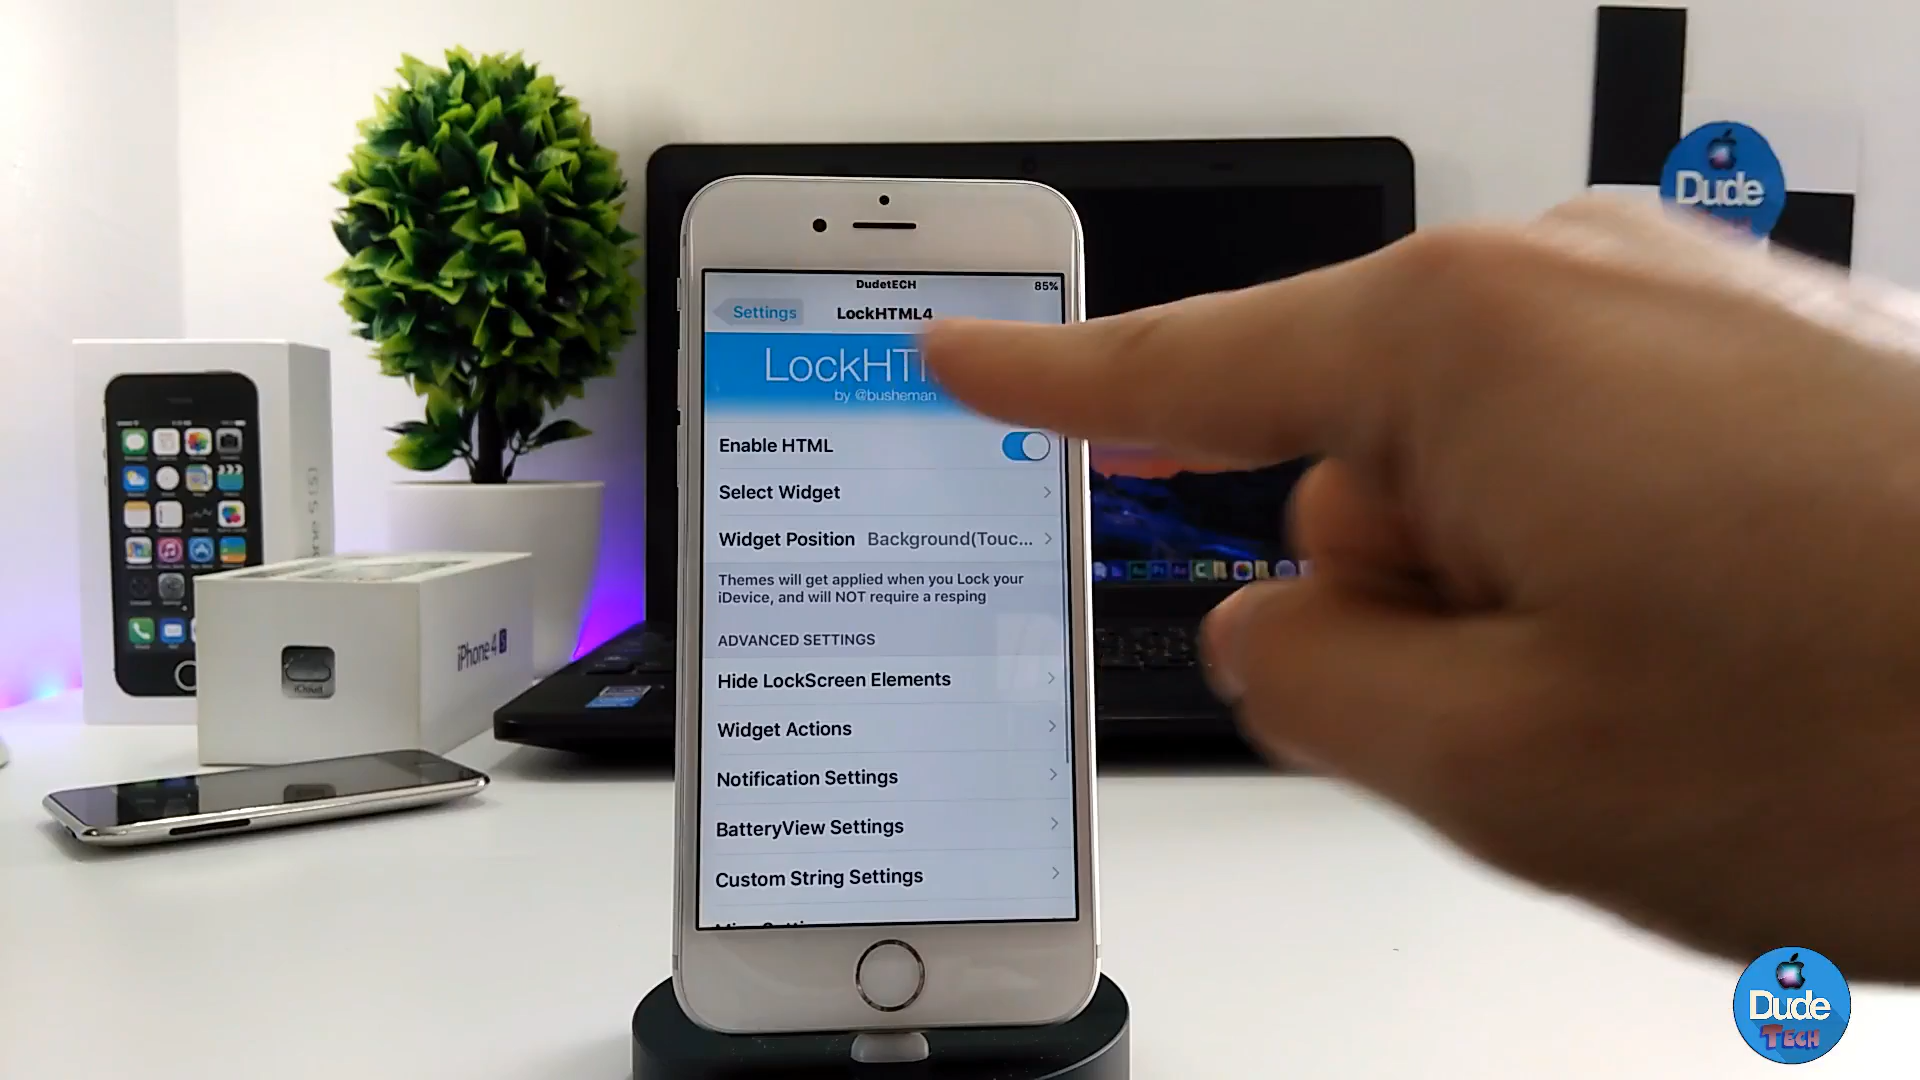 DudetECH
85%
Settings
LockHTML4
LockHT
by @busheman
Enable HTML
Select Widget
Widget Position Background(Touc...
Themes will get applied when you Lock your
iDevice, and will NOT require a resping
ADVANCED SETTINGS
Hide LockScreen Elements
Widget Actions
Notification Settings
BatteryView Settings
Custom String Settings
Dude
Tech
iPhone 4S
iCloud
Dude
TECH